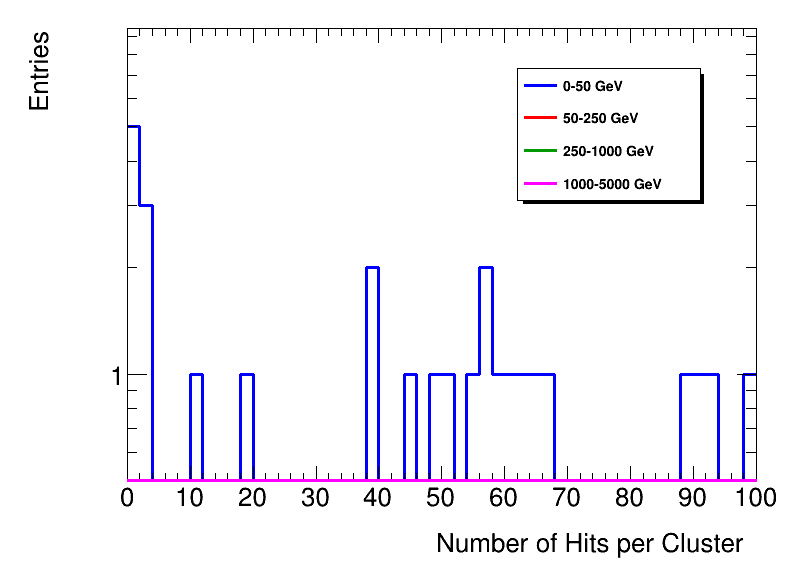 Entries
0-50 GeV
50-250 GeV
250-1000 GeV
1000-5000 GeV
1
0 10 20 30 40 50 60 70 80 90 100
Number of Hits per Cluster